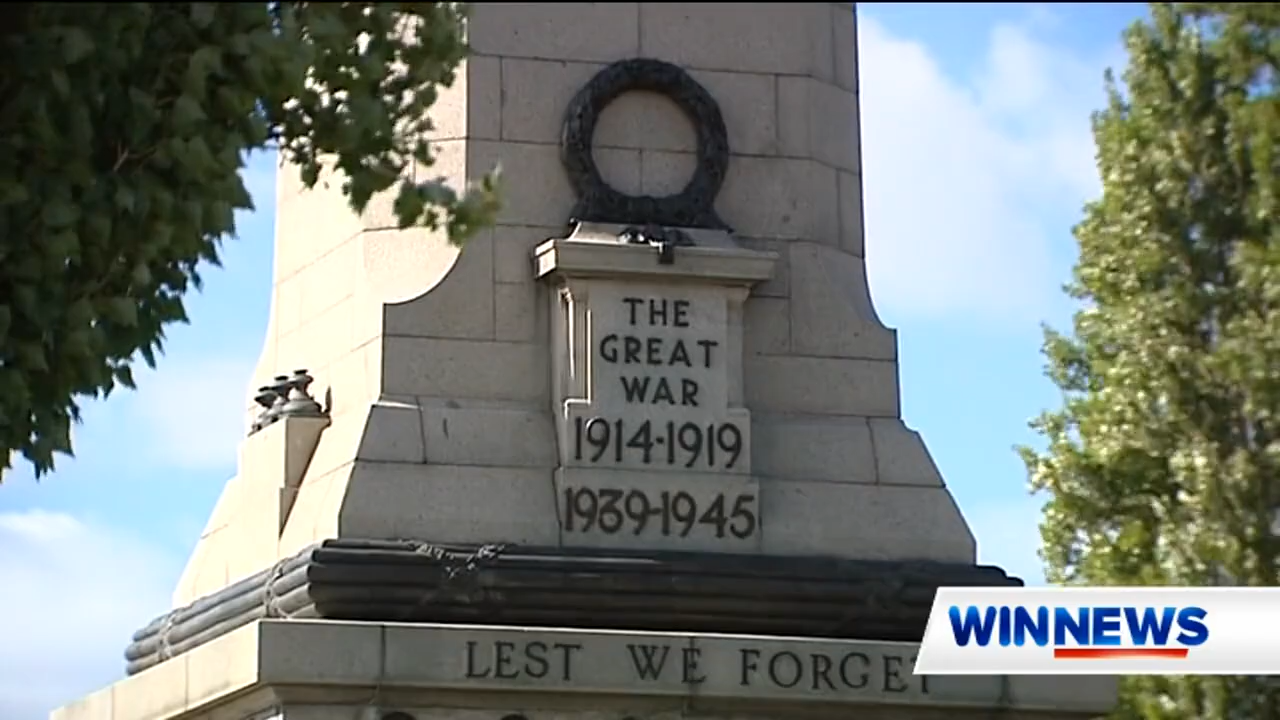 THE
GREAT
WAR
1914-1919
1939-1945
LEST WE FORGET
WIN NEWS